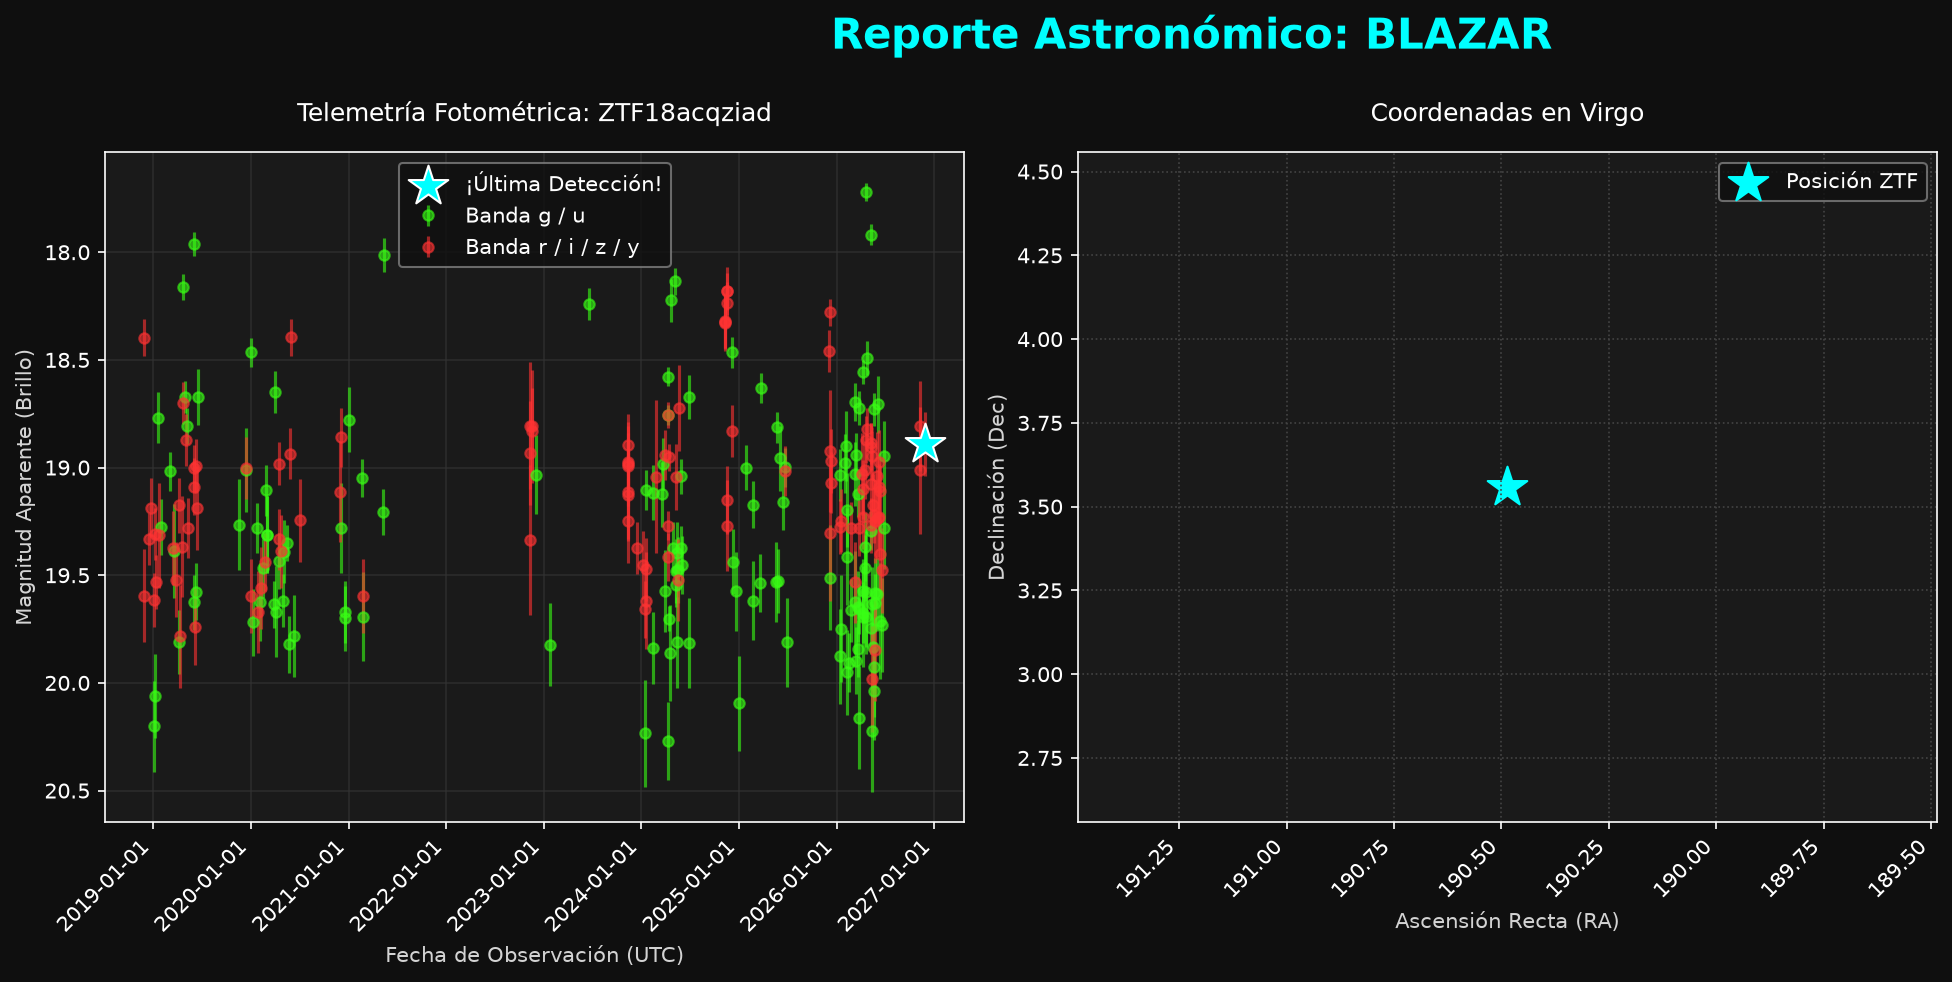 Reporte Astronómico: BLAZAR
Telemetría Fotométrica: ZTF18acqziad
¡Última Detección!
Banda g / u
Banda r / i / z / y
Magnitud Aparente (Brillo)
18.0
18.5
19.0
19.5
20.0
20.5
2019-01-01
2020-01-01
2021-01-01
2022-01-01
2023-01-01
2024-01-01
2025-01-01
2026-01-01
2027-01-01
Fecha de Observación (UTC)
Coordenadas en Virgo
Posición ZTF
Declinación (Dec)
4.50
4.25
4.00
3.75
3.50
3.25
3.00
2.75
191.25
191.00
190.75
190.50
190.25
190.00
189.75
189.50
Ascensión Recta (RA)